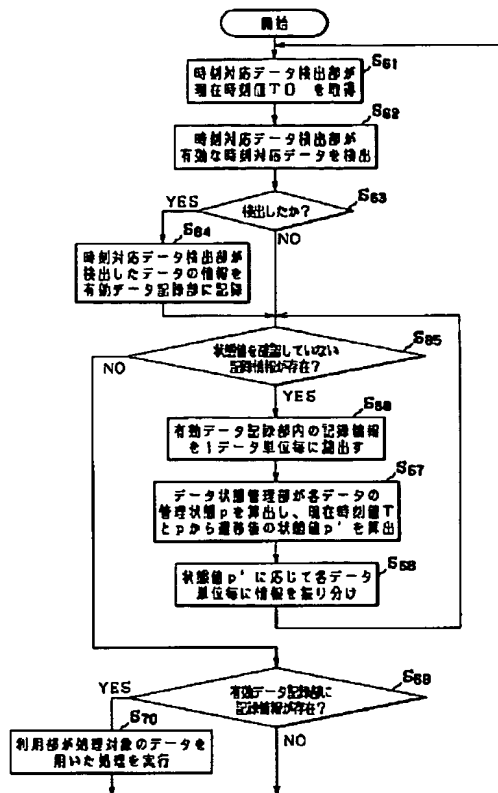 開始
S61
時刻対応データ検出部が
現在時刻値T0 を取得
S62
時刻対応データ検出部が
有効な時刻対応データを検出
S63
検出したか?
YES
NO
S64
時刻対応データ検出部が
検出したデータの情報を
有効データ記録部に記録
S65
状態値を確認していない
記録情報が存在?
NO
YES
S66
有効データ記録部内の記録情報
を1データ単位毎に抽出す
S67
データ状態管理部が各データの
管理状態pを算出し、現在時刻値T
とpから遷移後の状態値p'を算出
S68
状態値p'に応じて各データ
単位毎に情報を振り分け
S69
有効データ記録部に
記録情報が存在?
YES
NO
S70
利用部が処理対象のデータを
用いた処理を実行